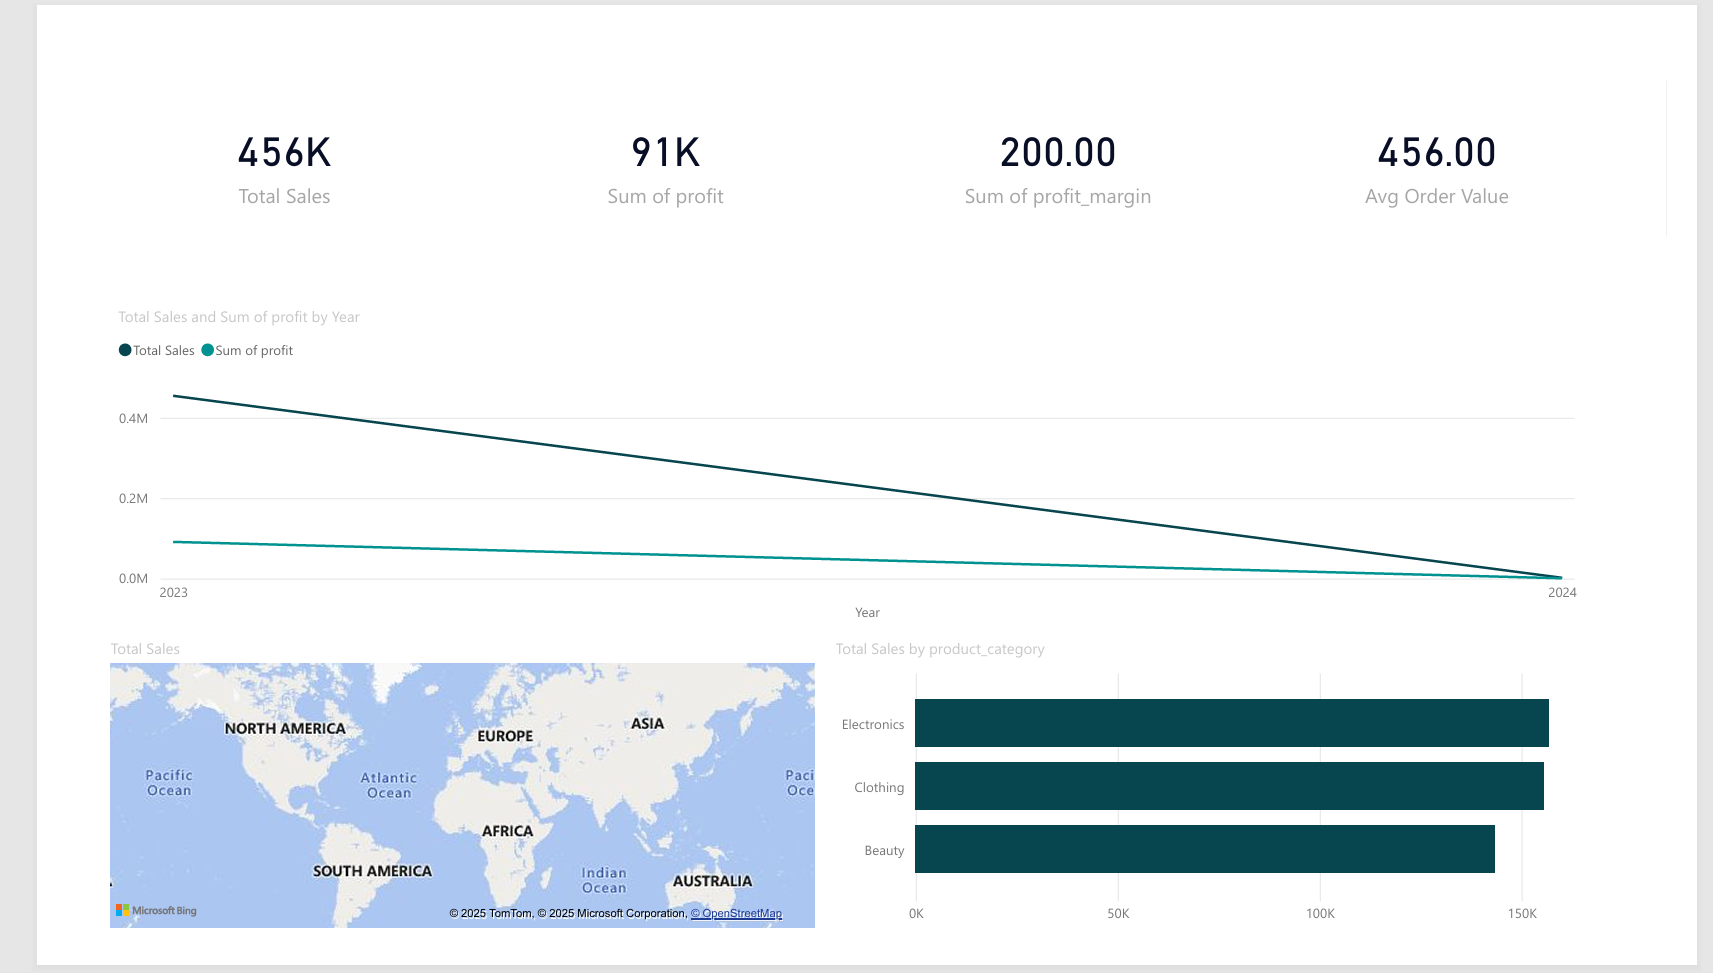 456K
Total Sales
91K
Sum of profit
200.00
Sum of profit_margin
456.00
Avg Order Value
Total Sales and Sum of profit by Year
Total Sales Sum of profit
0.4M
0.2M
0.0M
2023 2024
Year
Total Sales
NORTH AMERICA
EUROPE
ASIA
Pacific
Ocean
Atlantic
Ocean
Paci
Oce
AFRICA
SOUTH AMERICA
Indian
Ocean
AUSTRALIA
Microsoft Bing
© 2025 TomTom, © 2025 Microsoft Corporation, © OpenStreetMap
Total Sales by product_category
Electronics
Clothing
Beauty
0K 50K 100K 150K